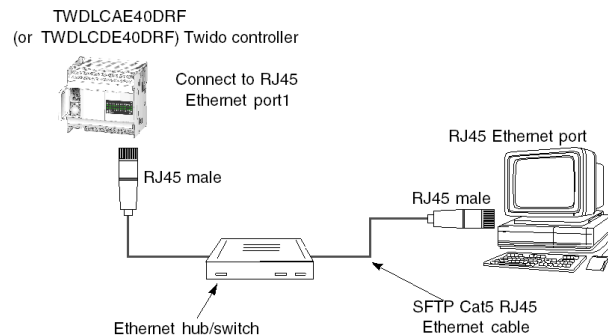 TWDLCAE40DRF
(or TWDLCDE40DRF) Twido controller
Connect to RJ45
Ethernet port1
RJ45 Ethernet port
RJ45 male
RJ45 male
SFTP Cat5 RJ45
Ethernet cable
Ethernet hub/switch